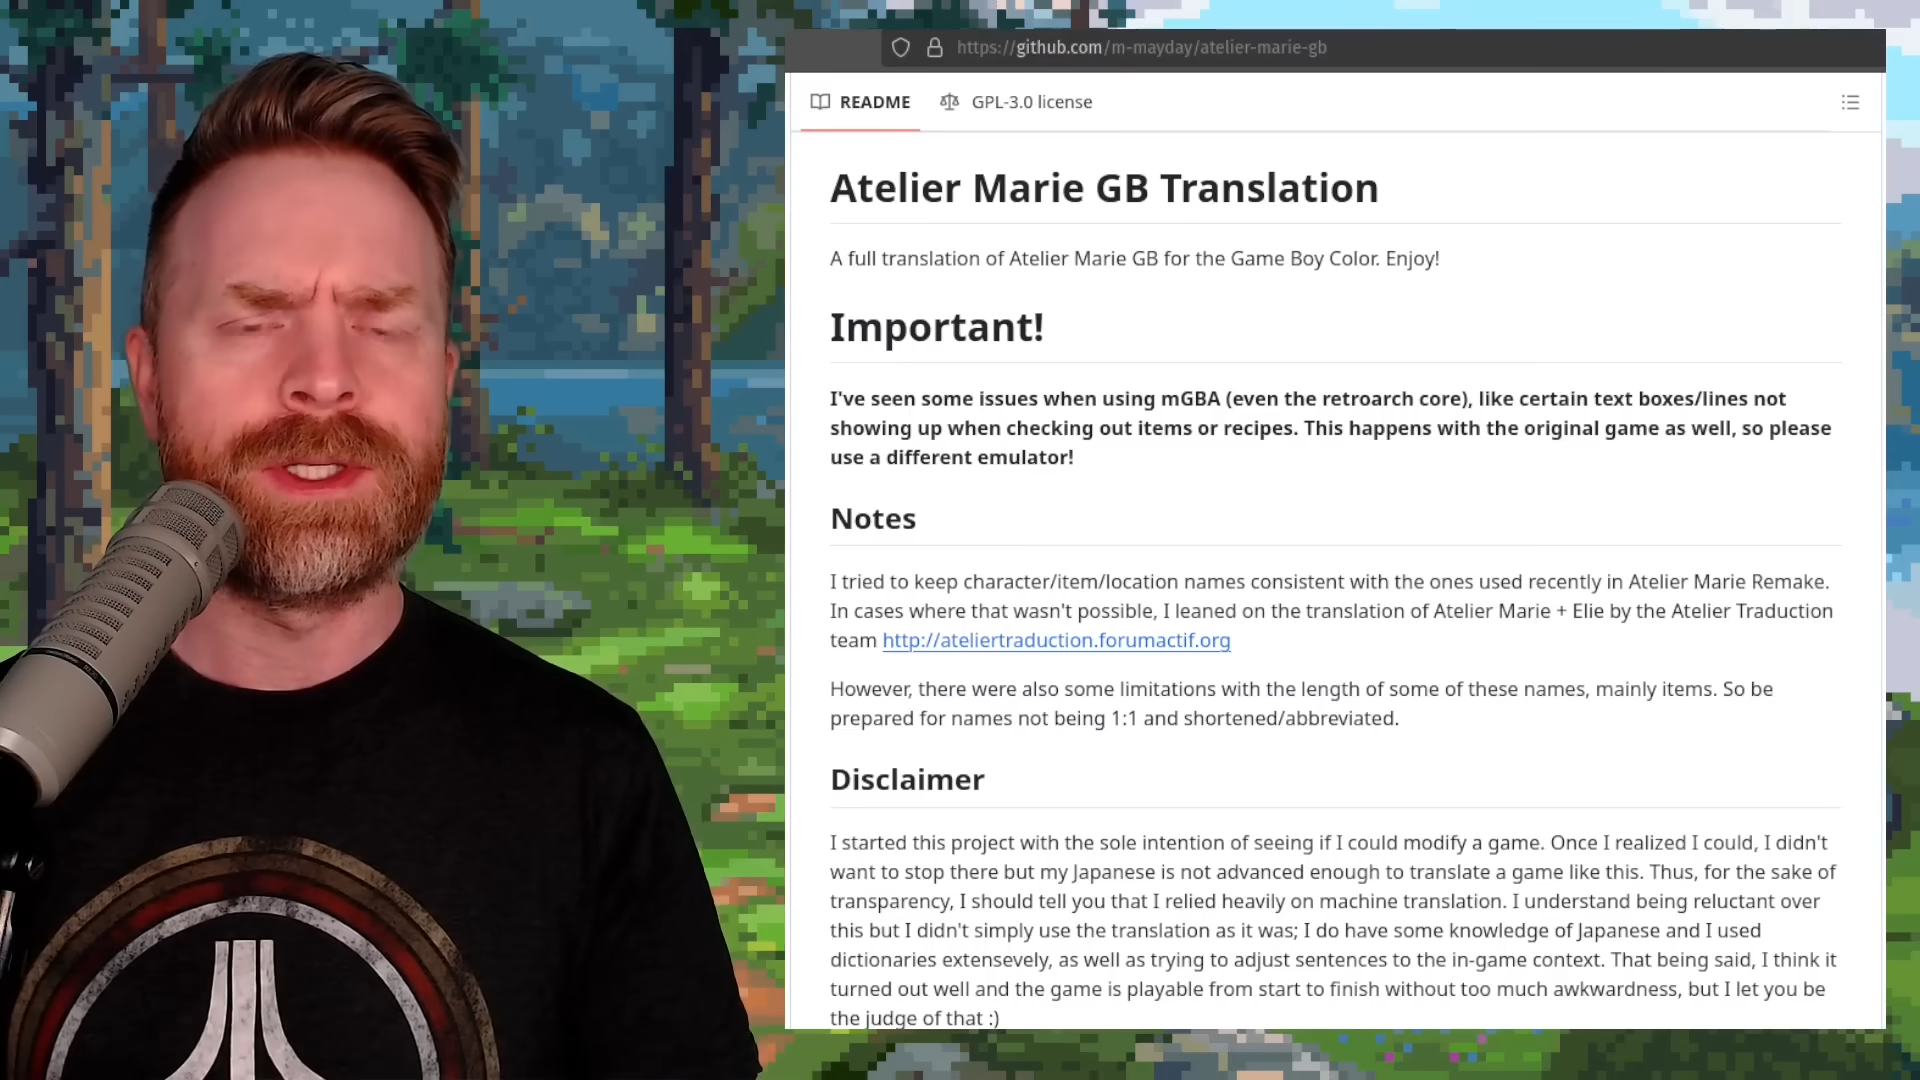 https://github.com/m-mayday/atelier-marie-gb
README GPL-3.0 license
Atelier Marie GB Translation
A full translation of Atelier Marie GB for the Game Boy Color. Enjoy!
Important!
I've seen some issues when using mGBA (even the retroarch core), like certain text boxes/lines not
showing up when checking out items or recipes. This happens with the original game as well, so please
use a different emulator!
Notes
I tried to keep character/item/location names consistent with the ones used recently in Atelier Marie Remake.
In cases where that wasn't possible, I leaned on the translation of Atelier Marie + Elie by the Atelier Traduction
team http://ateliertraduction.forumactif.org
However, there were also some limitations with the length of some of these names, mainly items. So be
prepared for names not being 1:1 and shortened/abbreviated.
Disclaimer
I started this project with the sole intention of seeing if I could modify a game. Once I realized I could, I didn't
want to stop there but my Japanese is not advanced enough to translate a game like this. Thus, for the sake of
transparency, I should tell you that I relied heavily on machine translation. I understand being reluctant over
this but I didn't simply use the translation as it was; I do have some knowledge of Japanese and I used
dictionaries extensevely, as well as trying to adjust sentences to the in-game context. That being said, I think it
turned out well and the game is playable from start to finish without too much awkwardness, but I let you be
the judge of that :)